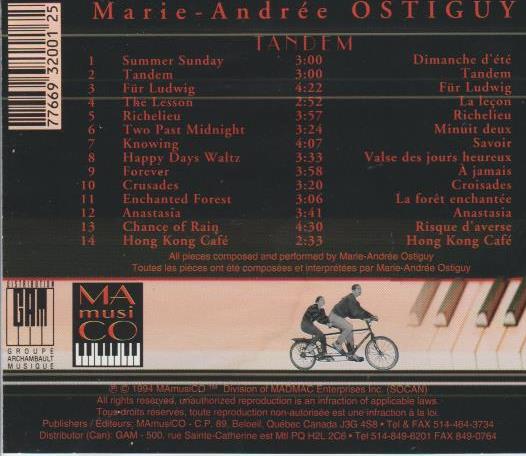 Marie-Andrée OSTIGUY
TANDEM
1 Summer Sunday 3:00 Dimanche d'été
2 Tandem 3:00 Tandem
3 Für Ludwig 4:22 Für Ludwig
4 The Lesson 2:52 La leçon
5 Richelieu 3:57 Richelieu
6 Two Past Midnight 3:24 Minuit deux
7 Knowing 4:07 Savoir
8 Happy Days Waltz 3:33 Valse des jours heureux
9 Forever 3:58 À jamais
10 Crusades 3:20 Croisades
11 Enchanted Forest 3:06 La forêt enchantée
12 Anastasia 3:41 Anastasia
13 Chance of Rain 4:30 Risque d'averse
14 Hong Kong Café 2:33 Hong Kong Café
All pieces composed and performed by Marie-Andrée Ostiguy
Toutes les pièces ont été composées et interprétées par Marie-Andrée Ostiguy
77669 32001 25
DISTRIBUTION
GAM
GROUPE
ARCHAMBAULT
MUSIQUE
MA
musi
CO
℗ © 1994 MAmusiCO™ Division of MADMAC Enterprises Inc. (SOCAN)
All rights reserves, unauthorized reproduction is an infraction of applicable laws.
Tous droits reservés, toute reproduction non-autorisée est une infraction à la loi.
Publishers / Éditeurs: MAmusiCO - C.P. 89, Beloeil, Québec Canada J3G 4S8 • Tel & FAX 514-464-3734
Distributor (Can): GAM - 500, rue Sainte-Catherine est Mtl PQ H2L 2C6 • Tel 514-849-6201 FAX 849-0764